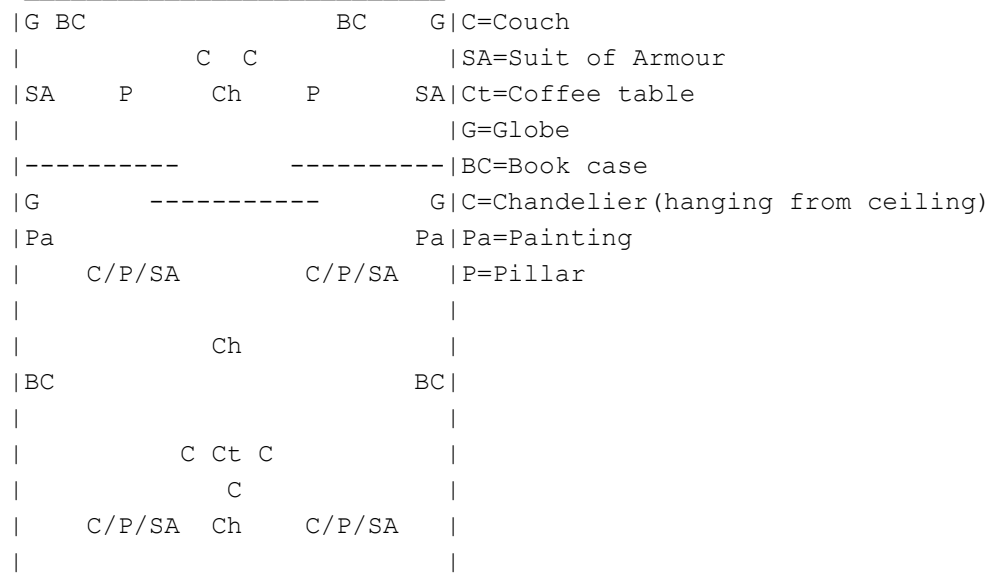 ___________________________
|G BC                BC    G|C=Couch
|           C  C            |SA=Suit of Armour
|SA    P     Ch    P      SA|Ct=Coffee table
|                           |G=Globe
|----------       ----------|BC=Book case
|G       -----------       G|C=Chandelier(hanging from ceiling)
|Pa                       Pa|Pa=Painting
|    C/P/SA        C/P/SA   |P=Pillar
|                           |
|            Ch             |
|BC                       BC|
|                           |
|          C Ct C           |
|             C             |
|    C/P/SA  Ch    C/P/SA   |
|                           |